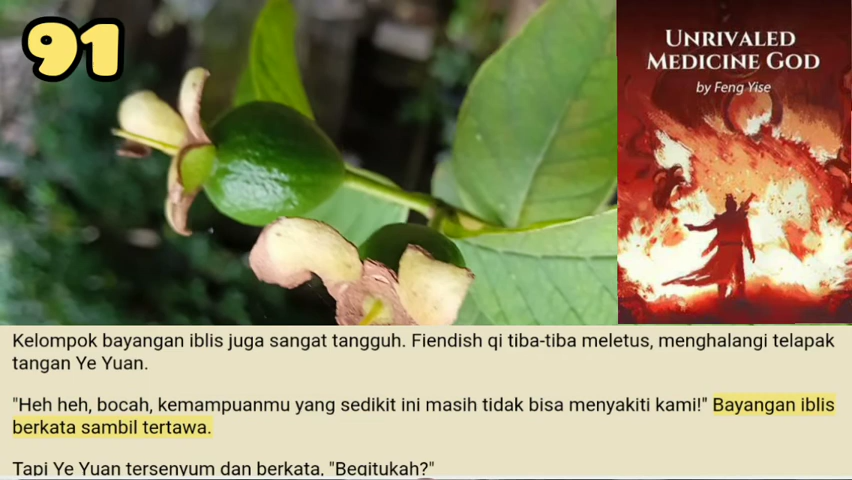 91
UNRIVALED
MEDICINE GOD
by Feng Yise
Kelompok bayangan iblis juga sangat tangguh. Fiendish qi tiba-tiba meletus, menghalangi telapak
tangan Ye Yuan.
"Heh heh, bocah, kemampuanmu yang sedikit ini masih tidak bisa menyakiti kami!" Bayangan iblis
berkata sambil tertawa.
Tapi Ye Yuan tersenyum dan berkata, "Begitukah?"